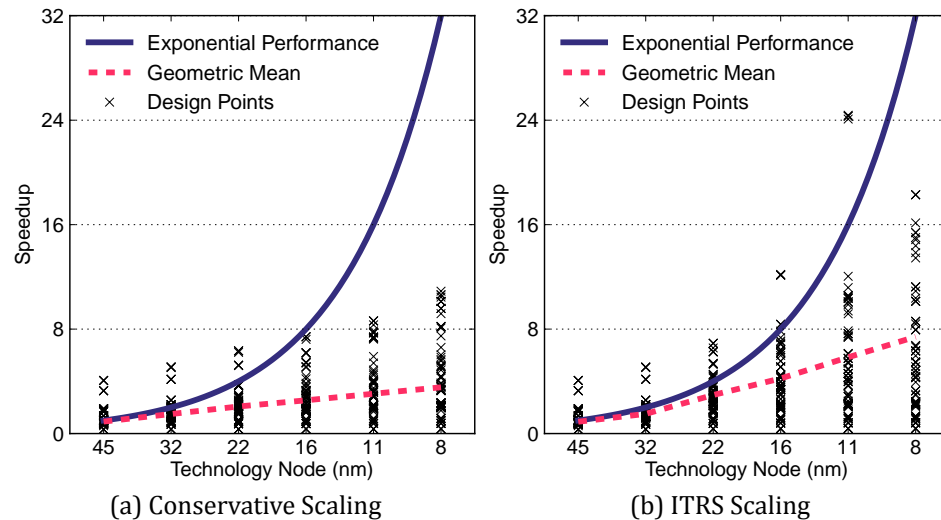 32
24
16
8
0
Speedup
Exponential Performance
Geometric Mean
Design Points
45 32 22 16 11 8
Technology Node (nm)
(a) Conservative Scaling
32
24
16
8
0
Speedup
Exponential Performance
Geometric Mean
Design Points
45 32 22 16 11 8
Technology Node (nm)
(b) ITRS Scaling